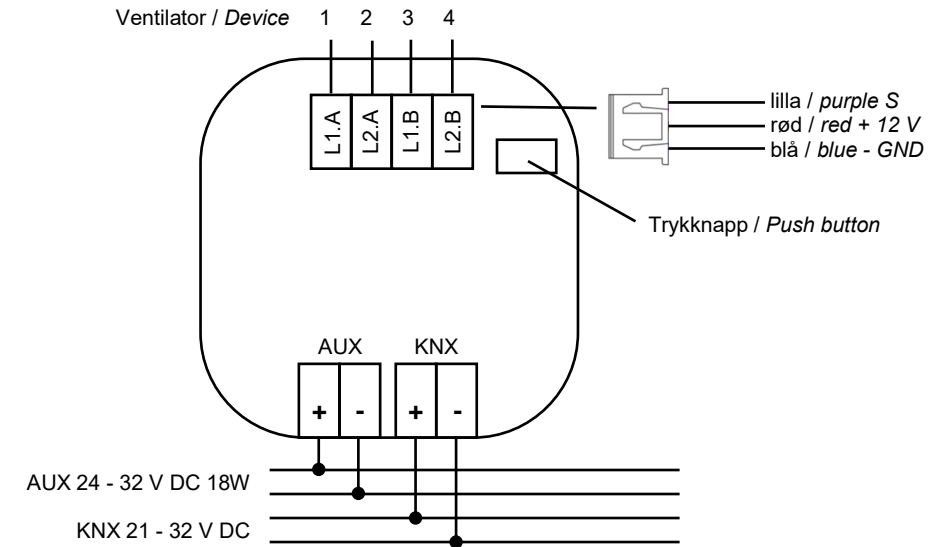 Ventilator / Device 1 2 3 4
L1.A L2.A L1.B L2.B
lilla / purple S
rød / red + 12 V
blå / blue - GND
Trykknapp / Push button
AUX KNX
+ - + -
AUX 24 - 32 V DC 18W
KNX 21 - 32 V DC